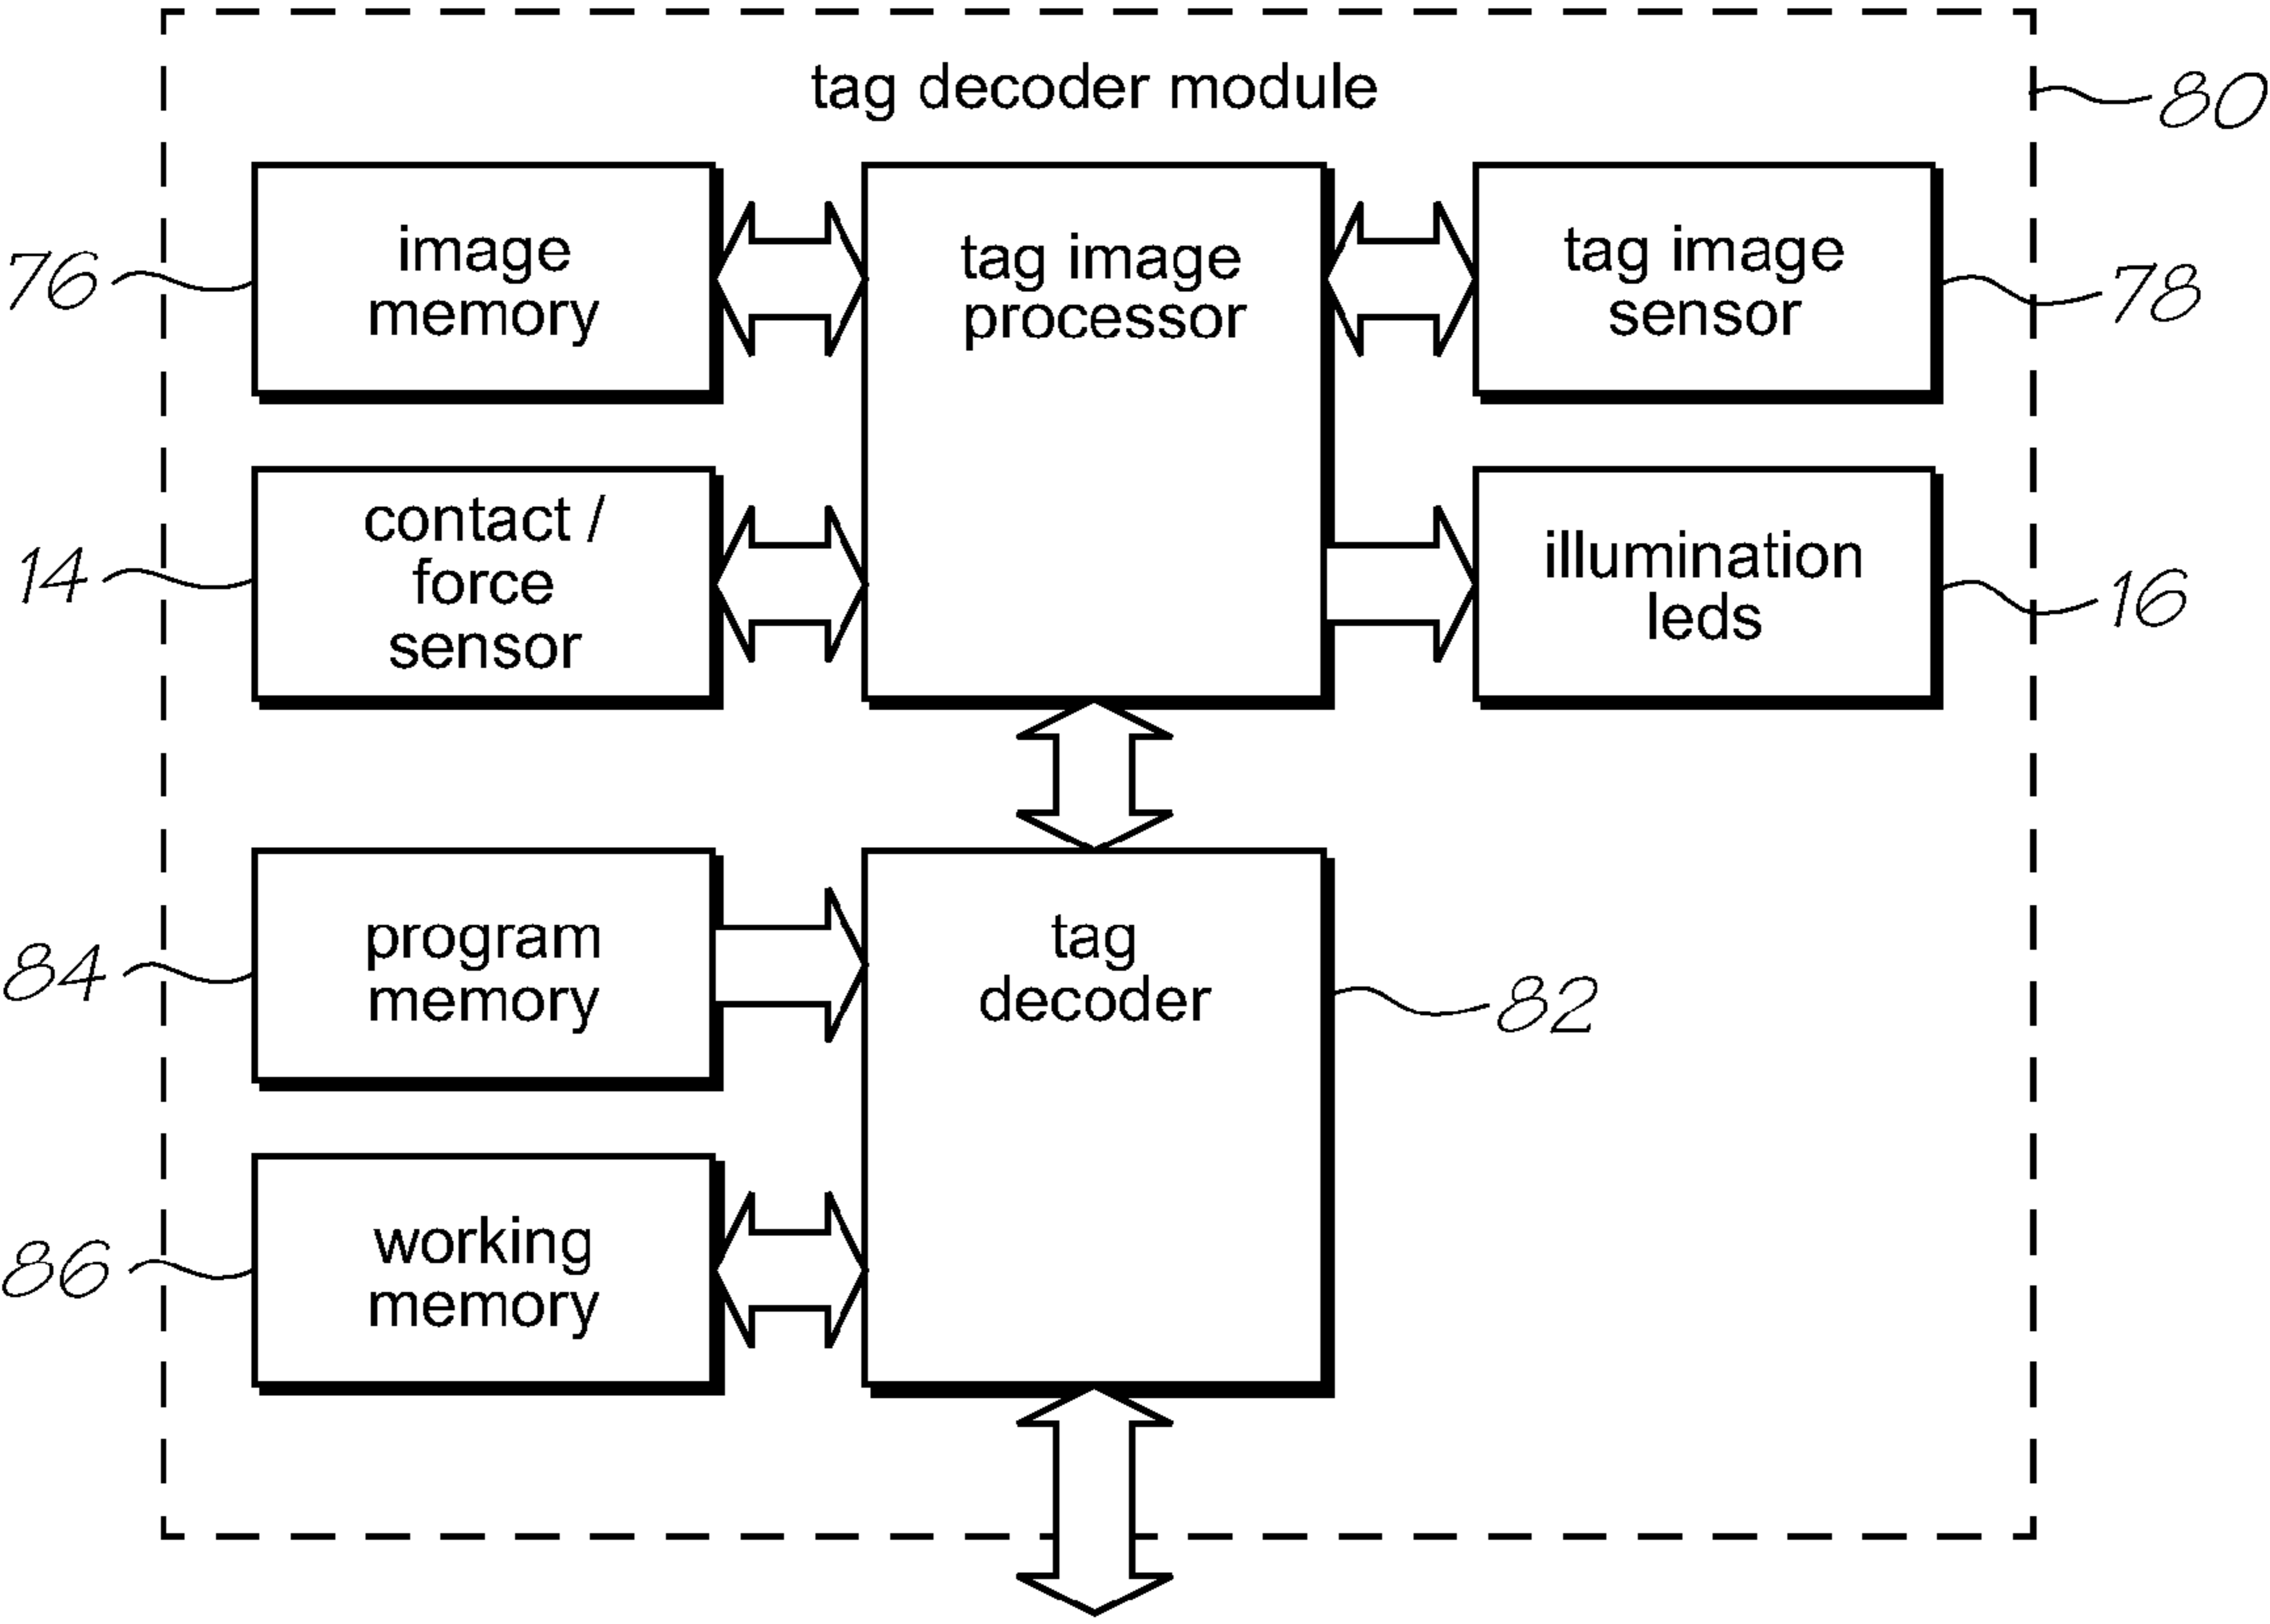 tag decoder module
80
image
memory
76
tag image
processor
tag image
sensor
78
contact /
force
sensor
14
illumination
leds
16
program
memory
84
tag
decoder
82
working
memory
86